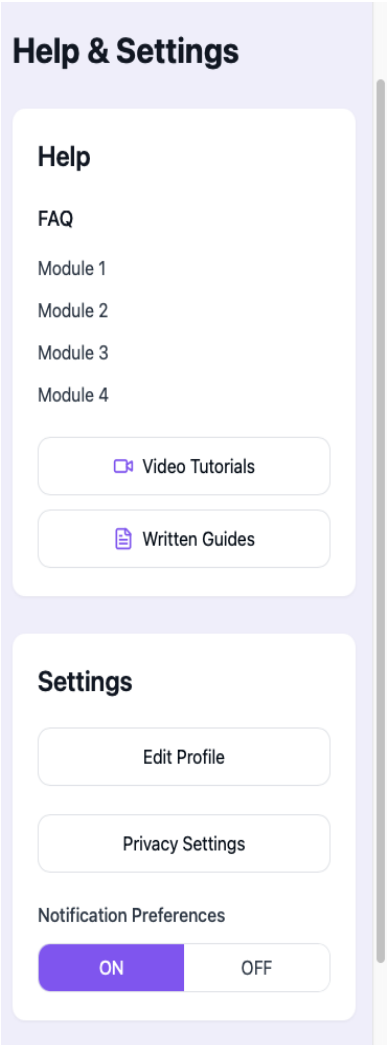 Help & Settings
Help
FAQ
Module 1
Module 2
Module 3
Module 4
Video Tutorials
Written Guides
Settings
Edit Profile
Privacy Settings
Notification Preferences
ON OFF